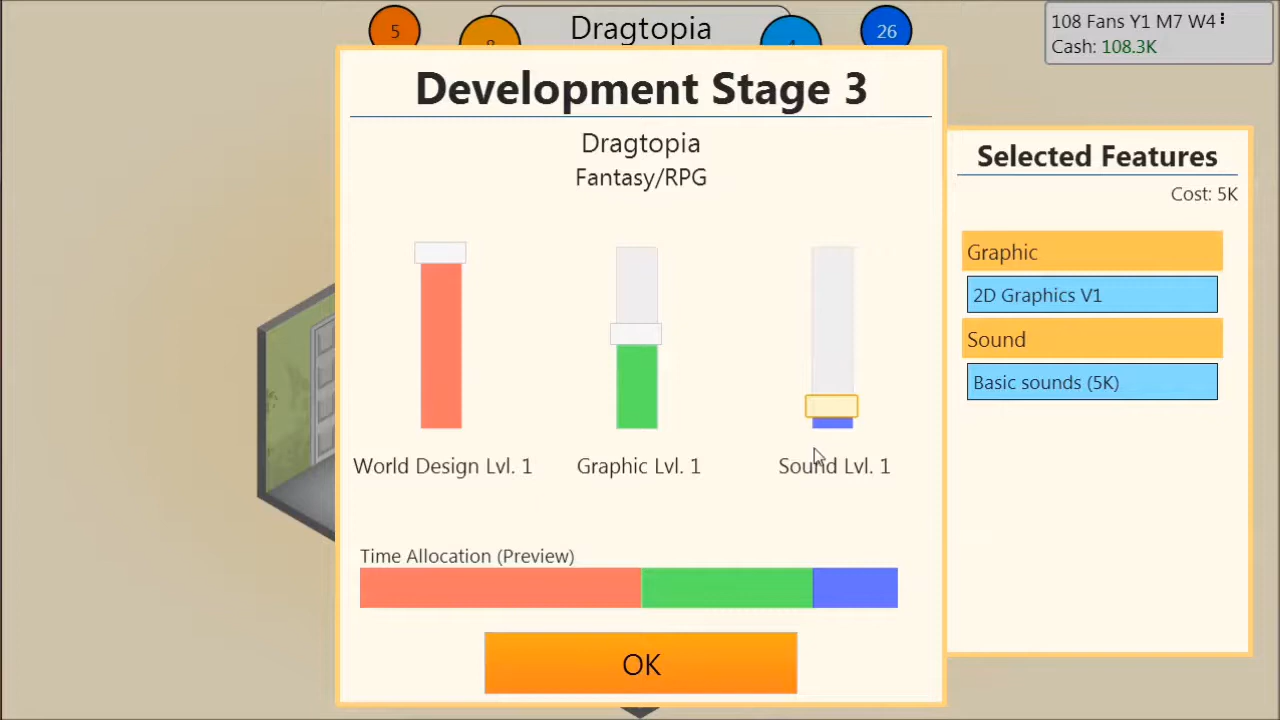 5
8
Dragtopia
4
26
108 Fans Y1 M7 W4
Cash: 108.3K
Development Stage 3
Dragtopia
Fantasy/RPG
World Design Lvl. 1
Graphic Lvl. 1
Sound Lvl. 1
Time Allocation (Preview)
OK
Selected Features
Cost: 5K
Graphic
2D Graphics V1
Sound
Basic sounds (5K)